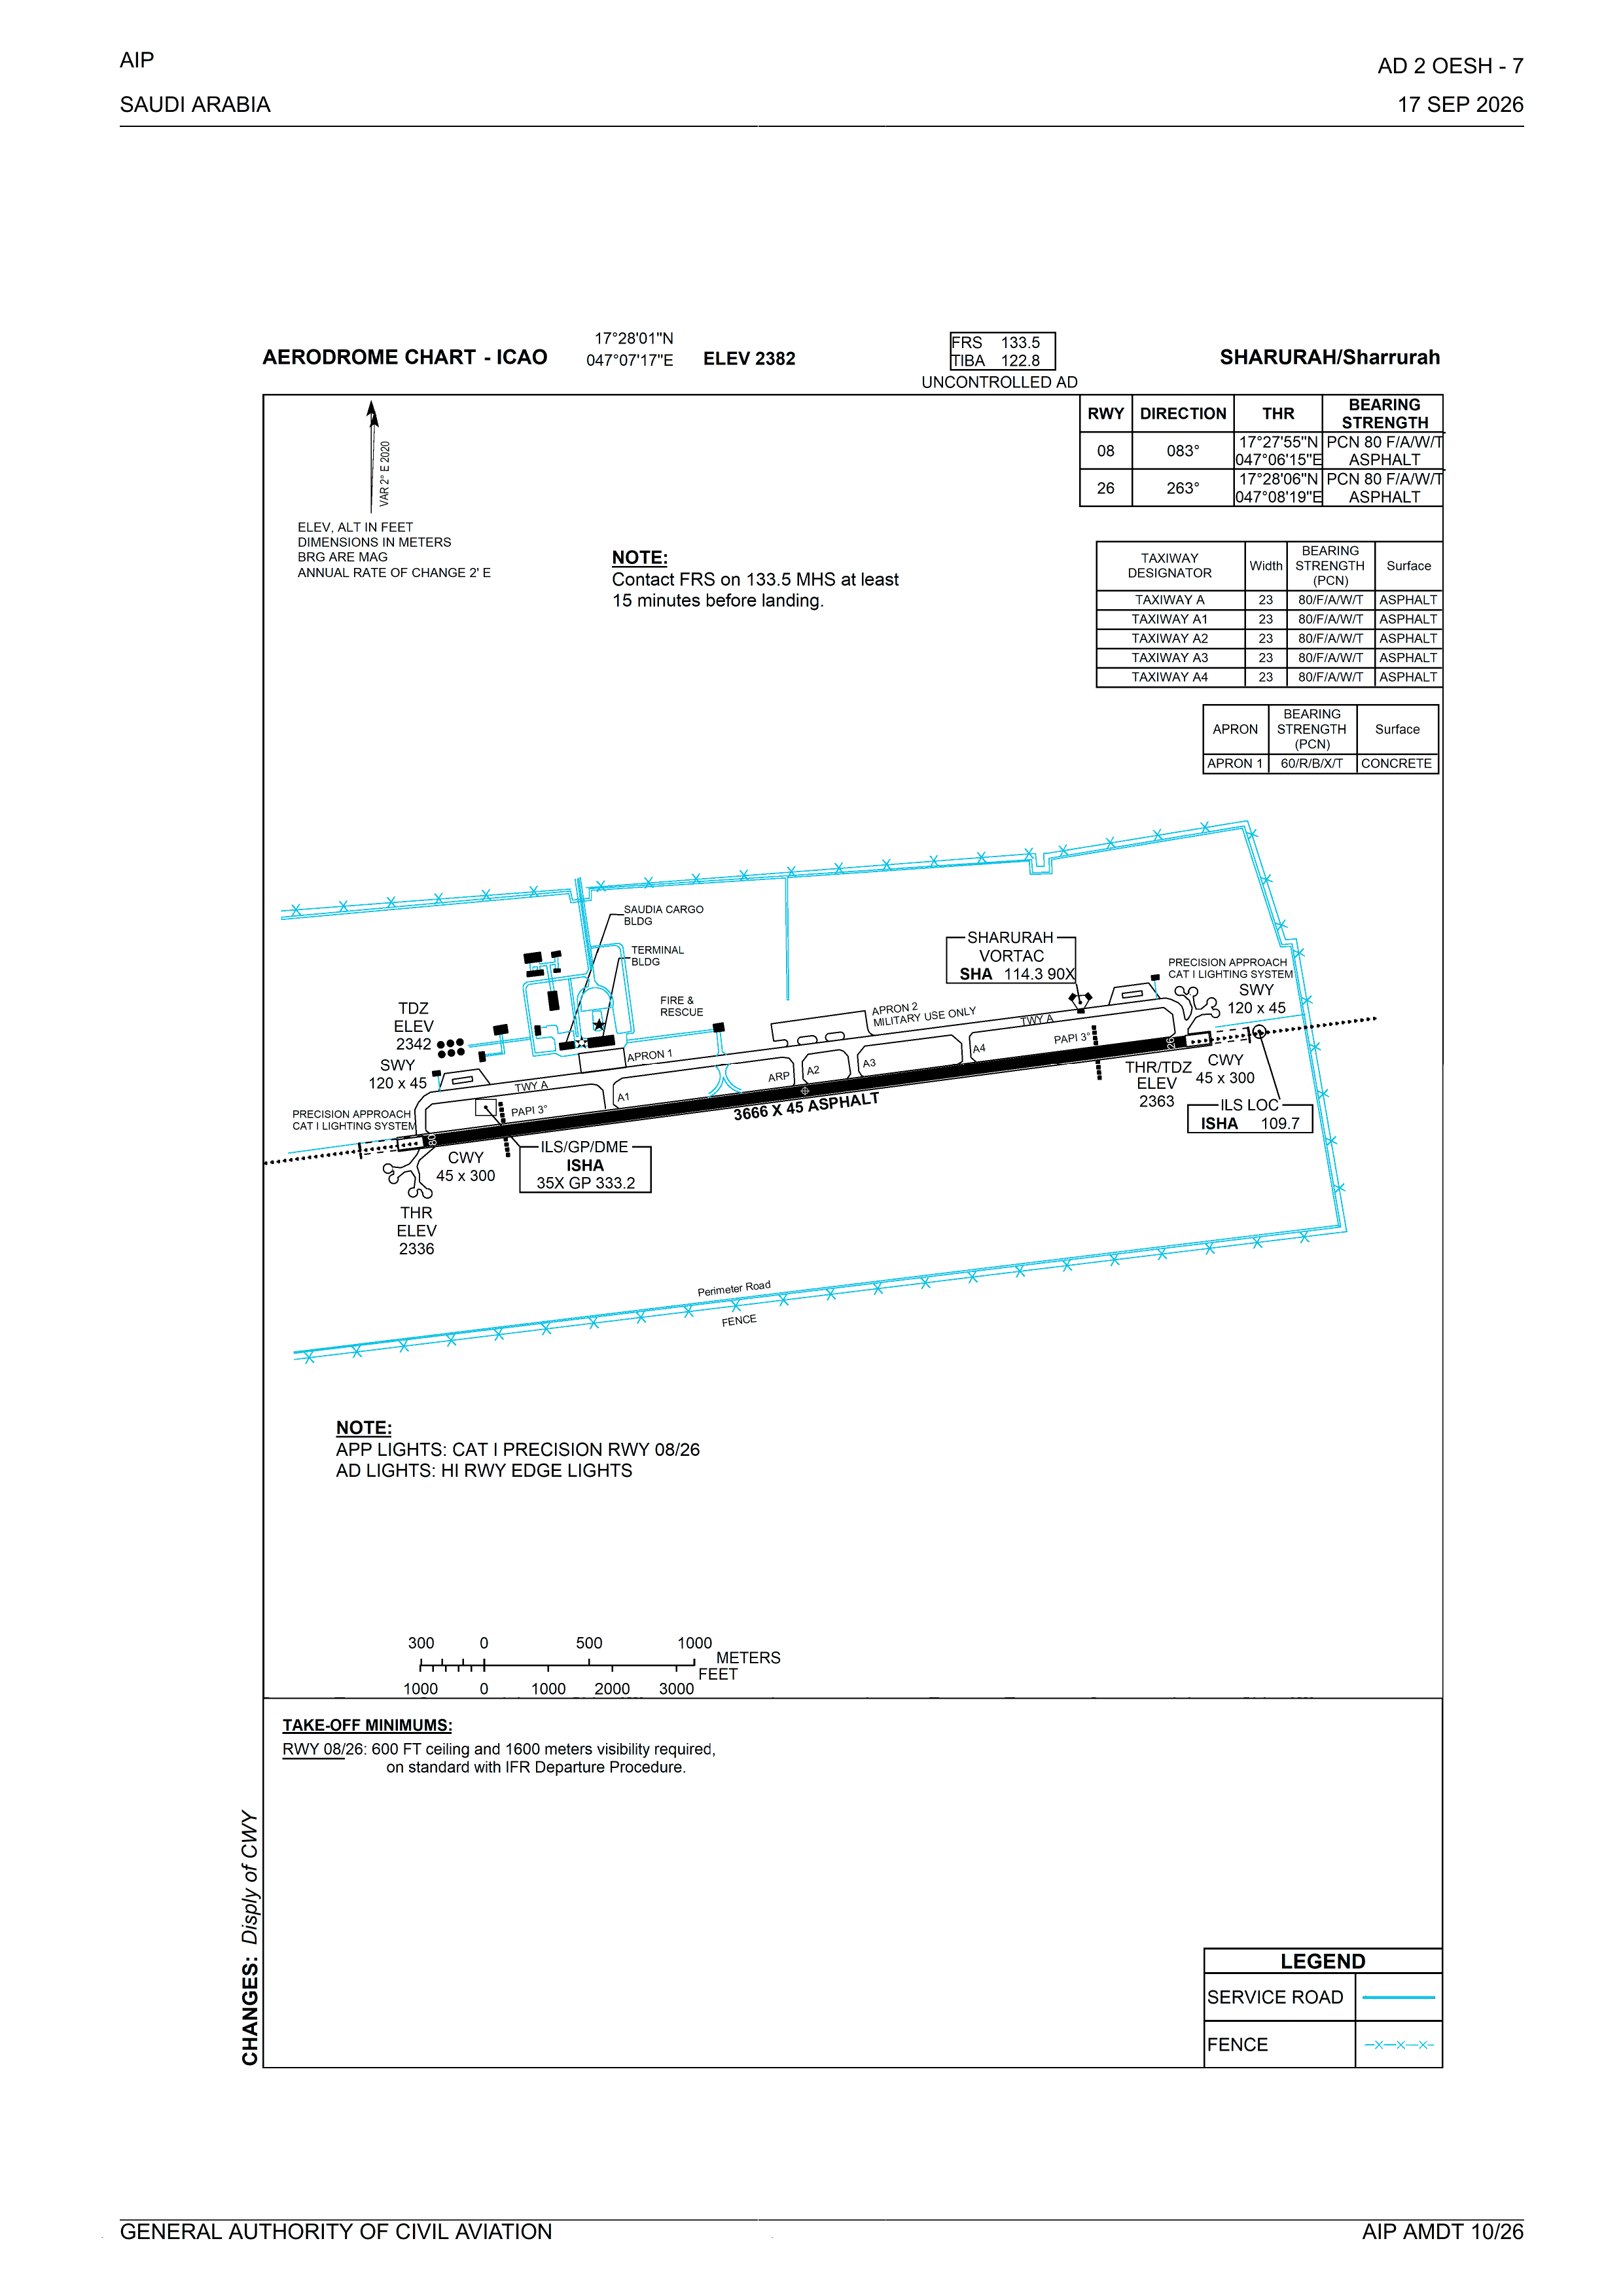 AIP
AD 2 OESH - 7
SAUDI ARABIA
17 SEP 2026
AERODROME CHART - ICAO
17°28'01"N
047°07'17"E
ELEV 2382
FRS 133.5
TIBA 122.8
UNCONTROLLED AD
SHARURAH/Sharrurah
VAR 2° E 2020
ELEV, ALT IN FEET
DIMENSIONS IN METERS
BRG ARE MAG
ANNUAL RATE OF CHANGE 2' E
NOTE:
Contact FRS on 133.5 MHS at least
15 minutes before landing.
RWY DIRECTION THR BEARING STRENGTH
08 083° 17°27'55"N 047°06'15"E PCN 80 F/A/W/T ASPHALT
26 263° 17°28'06"N 047°08'19"E PCN 80 F/A/W/T ASPHALT
TAXIWAY DESIGNATOR Width BEARING STRENGTH (PCN) Surface
TAXIWAY A 23 80/F/A/W/T ASPHALT
TAXIWAY A1 23 80/F/A/W/T ASPHALT
TAXIWAY A2 23 80/F/A/W/T ASPHALT
TAXIWAY A3 23 80/F/A/W/T ASPHALT
TAXIWAY A4 23 80/F/A/W/T ASPHALT
APRON BEARING STRENGTH (PCN) Surface
APRON 1 60/R/B/X/T CONCRETE
SAUDIA CARGO
BLDG
TERMINAL
BLDG
FIRE &
RESCUE
SHARURAH
VORTAC
SHA 114.3 90X
PRECISION APPROACH
CAT I LIGHTING SYSTEM
SWY
120 x 45
TDZ
ELEV
2342
SWY
120 x 45
APRON 2
MILITARY USE ONLY
TWY A
PAPI 3°
26
A4
A3
A2
ARP
APRON 1
TWY A
A1
PAPI 3°
THR/TDZ
ELEV
2363
CWY
45 x 300
ILS LOC
ISHA 109.7
3666 X 45 ASPHALT
PRECISION APPROACH
CAT I LIGHTING SYSTEM
08
CWY
45 x 300
ILS/GP/DME
ISHA
35X GP 333.2
THR
ELEV
2336
Perimeter Road
FENCE
NOTE:
APP LIGHTS: CAT I PRECISION RWY 08/26
AD LIGHTS: HI RWY EDGE LIGHTS
300 0 500 1000
METERS
FEET
1000 0 1000 2000 3000
TAKE-OFF MINIMUMS:
RWY 08/26: 600 FT ceiling and 1600 meters visibility required,
on standard with IFR Departure Procedure.
CHANGES: Disply of CWY
LEGEND
SERVICE ROAD
FENCE
GENERAL AUTHORITY OF CIVIL AVIATION
AIP AMDT 10/26